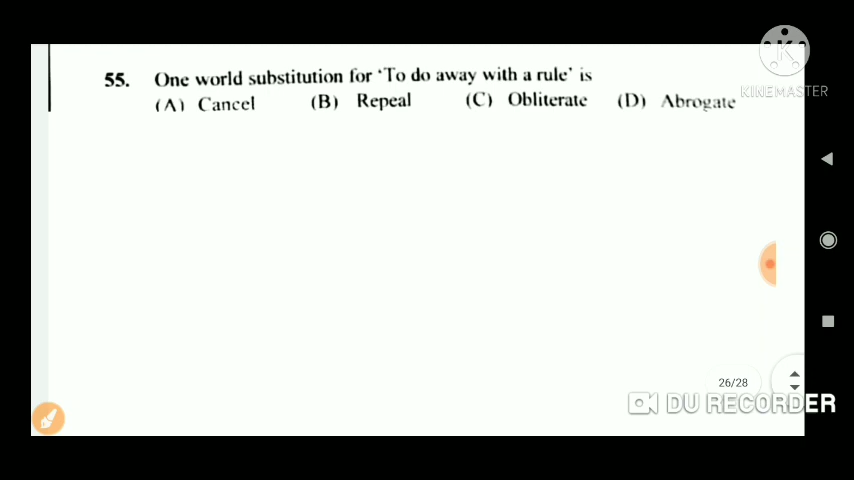 KINEMASTER
55. One world substitution for 'To do away with a rule' is
(A) Cancel (B) Repeal (C) Obliterate (D) Abrogate
26/28
DU RECORDER